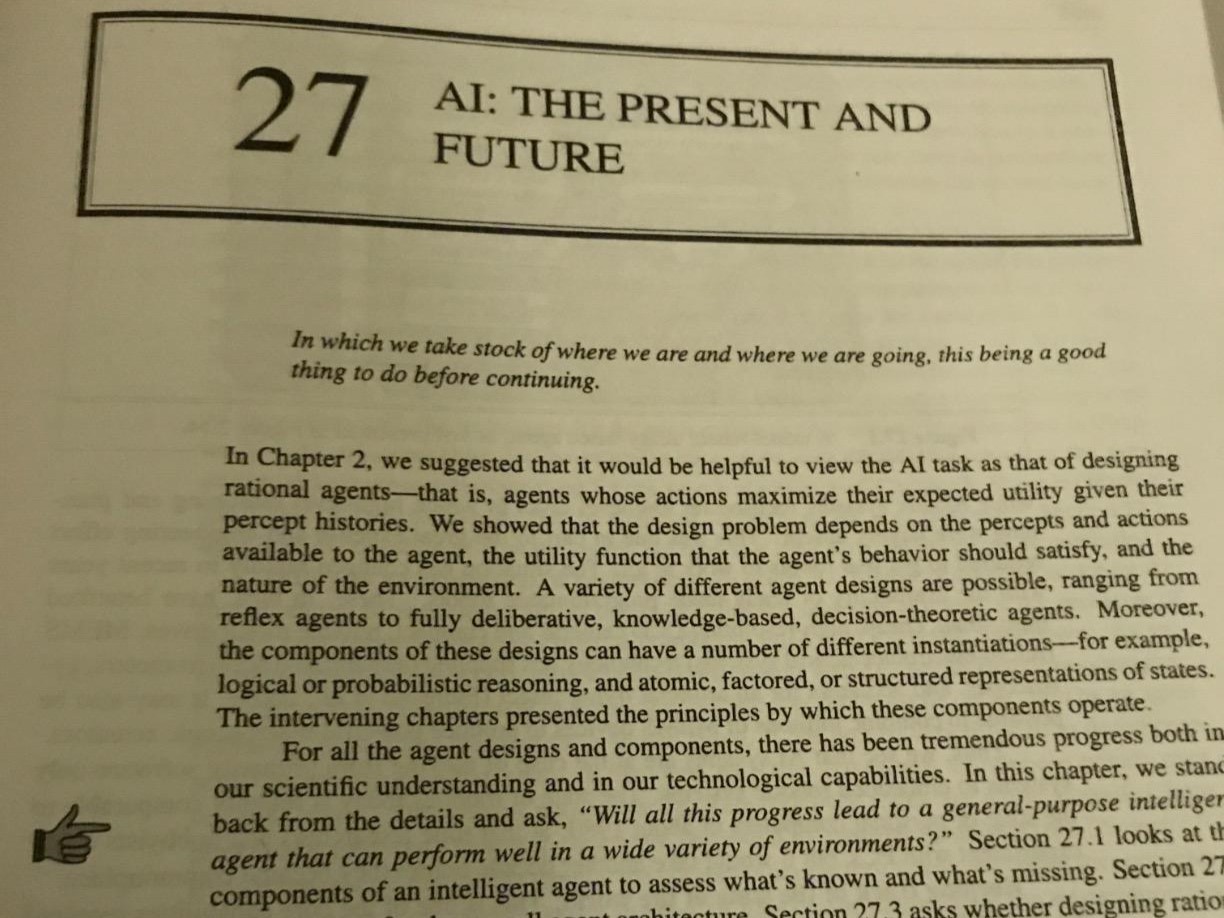 27
AI: THE PRESENT AND
FUTURE
In which we take stock of where we are and where we are going, this being a good
thing to do before continuing.
In Chapter 2, we suggested that it would be helpful to view the AI task as that of designing
rational agents—that is, agents whose actions maximize their expected utility given their
percept histories. We showed that the design problem depends on the percepts and actions
available to the agent, the utility function that the agent's behavior should satisfy, and the
nature of the environment. A variety of different agent designs are possible, ranging from
reflex agents to fully deliberative, knowledge-based, decision-theoretic agents. Moreover,
the components of these designs can have a number of different instantiations—for example,
logical or probabilistic reasoning, and atomic, factored, or structured representations of states.
The intervening chapters presented the principles by which these components operate.
For all the agent designs and components, there has been tremendous progress both in
our scientific understanding and in our technological capabilities. In this chapter, we stand
back from the details and ask, "Will all this progress lead to a general-purpose intelligen
agent that can perform well in a wide variety of environments?" Section 27.1 looks at th
components of an intelligent agent to assess what's known and what's missing. Section 27
architecture. Section 27.3 asks whether designing ratio